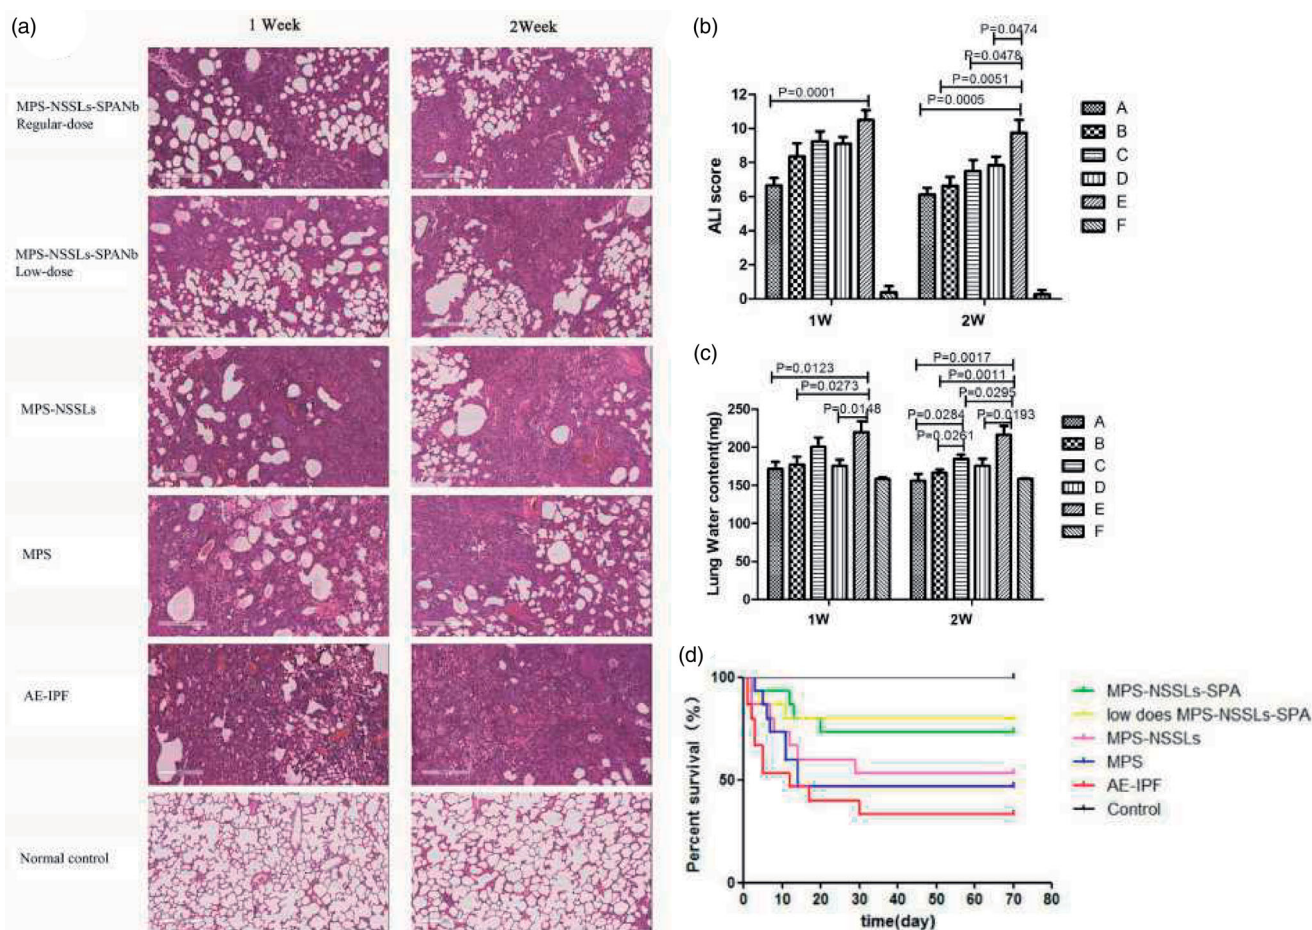 (a)
1 Week
2Week
MPS-NSSLs-SPANb
Regular-dose
MPS-NSSLs-SPANb
Low-dose
MPS-NSSLs
MPS
AE-IPF
Normal control
(b)
P=0.0474
P=0.0478
P=0.0051
P=0.0001
P=0.0005
12
10
8
6
4
2
0
ALI score
1W
2W
A
B
C
D
E
F
(c)
P=0.0017
P=0.0123
P=0.0011
P=0.0273
P=0.0295
P=0.0148
P=0.0284
P=0.0193
P=0.0261
250
200
150
100
50
0
Lung Water content(mg)
1W
2W
A
B
C
D
E
F
(d)
100
50
0
Percent survival (%)
0 10 20 30 40 50 60 70 80
time(day)
MPS-NSSLs-SPA
low does MPS-NSSLs-SPA
MPS-NSSLs
MPS
AE-IPF
Control